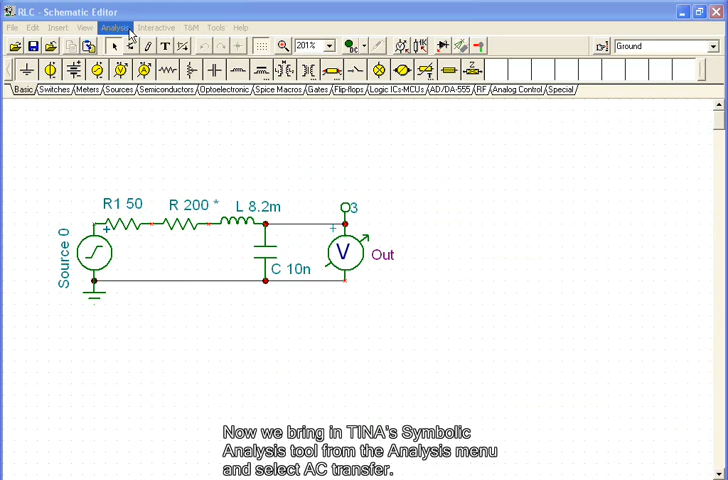 RLC - Schematic Editor
File Edit Insert View Analysis Interactive T&M Tools Help
201% DC Ground
Basic Switches Meters Sources Semiconductors Optoelectronic Spice Macros Gates Flip-flops Logic ICs-MCUs AD/DA-555 RF Analog Control Special
R1 50 R 200 * L 8.2m 3
+ + V Out
Source 0
C 10n
Now we bring in TINA's Symbolic
Analysis tool from the Analysis menu
and select AC transfer.